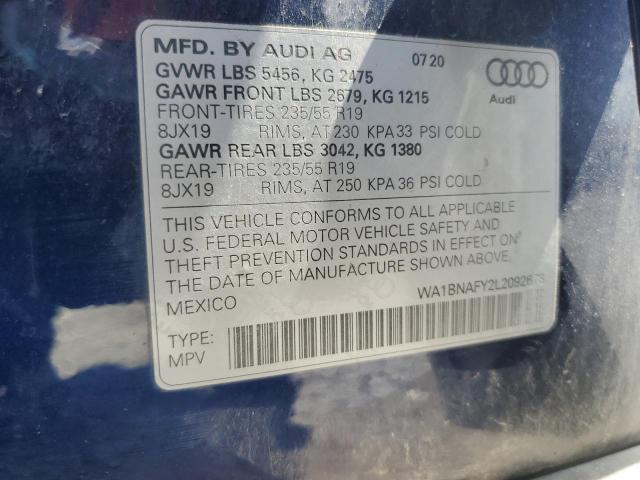 MFD. BY AUDI AG 07 20
GVWR LBS 5456, KG 2475
GAWR FRONT LBS 2679, KG 1215
FRONT-TIRES 235/55 R19
8JX19 RIMS, AT 230 KPA 33 PSI COLD
GAWR REAR LBS 3042, KG 1380
REAR-TIRES 235/55 R19
8JX19 RIMS, AT 250 KPA 36 PSI COLD
Audi
THIS VEHICLE CONFORMS TO ALL APPLICABLE
U.S. FEDERAL MOTOR VEHICLE SAFETY AND
THEFT PREVENTION STANDARDS IN EFFECT ON
THE DATE OF MANUFACTURE SHOWN ABOVE.
MEXICO
TYPE:
MPV